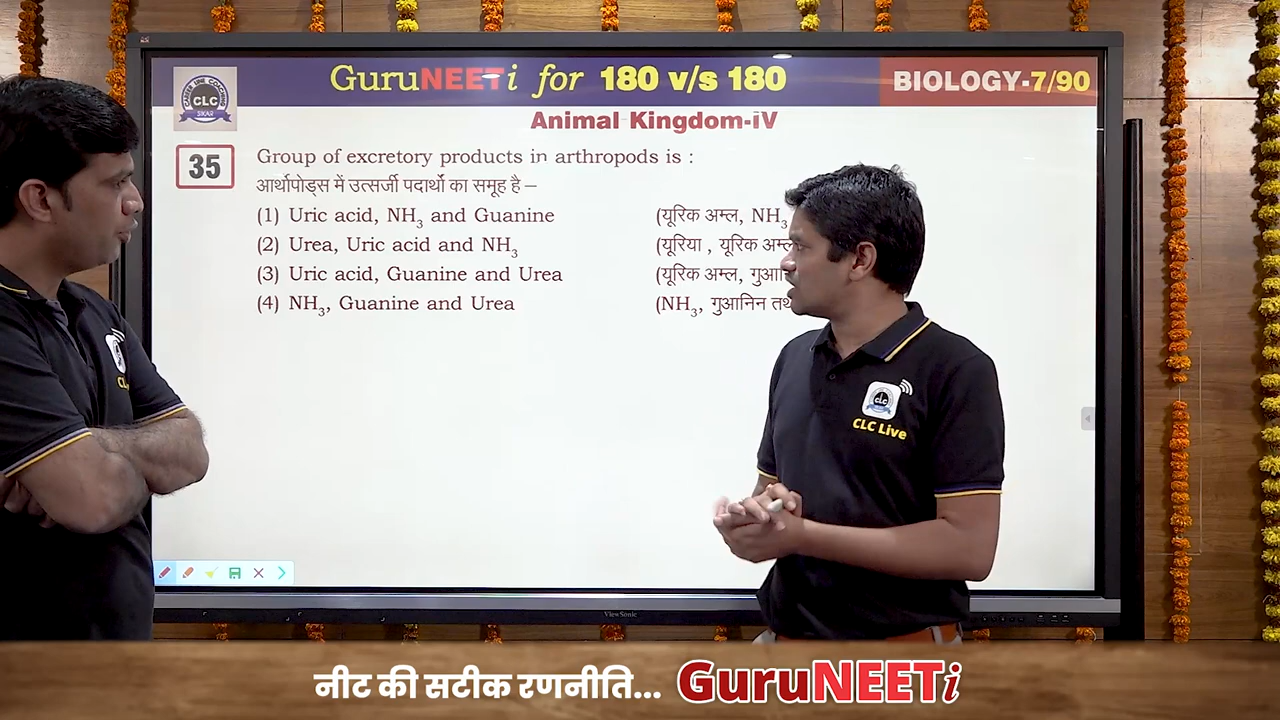 GuruNEETi for 180 v/s 180
BIOLOGY-7/90
CLC
SIKAR
Animal Kingdom-iV
35
Group of excretory products in arthropods is :
आर्थोपोड्स में उत्सर्जी पदार्थों का समूह है –
(1) Uric acid, NH3 and Guanine (यूरिक अम्ल, NH3
(2) Urea, Uric acid and NH3 (यूरिया , यूरिक अम्ल
(3) Uric acid, Guanine and Urea (यूरिक अम्ल,
(4) NH3, Guanine and Urea (NH3, गुआनिन
CLC Live
ViewSonic
नीट की सटीक रणनीति... GuruNEETi